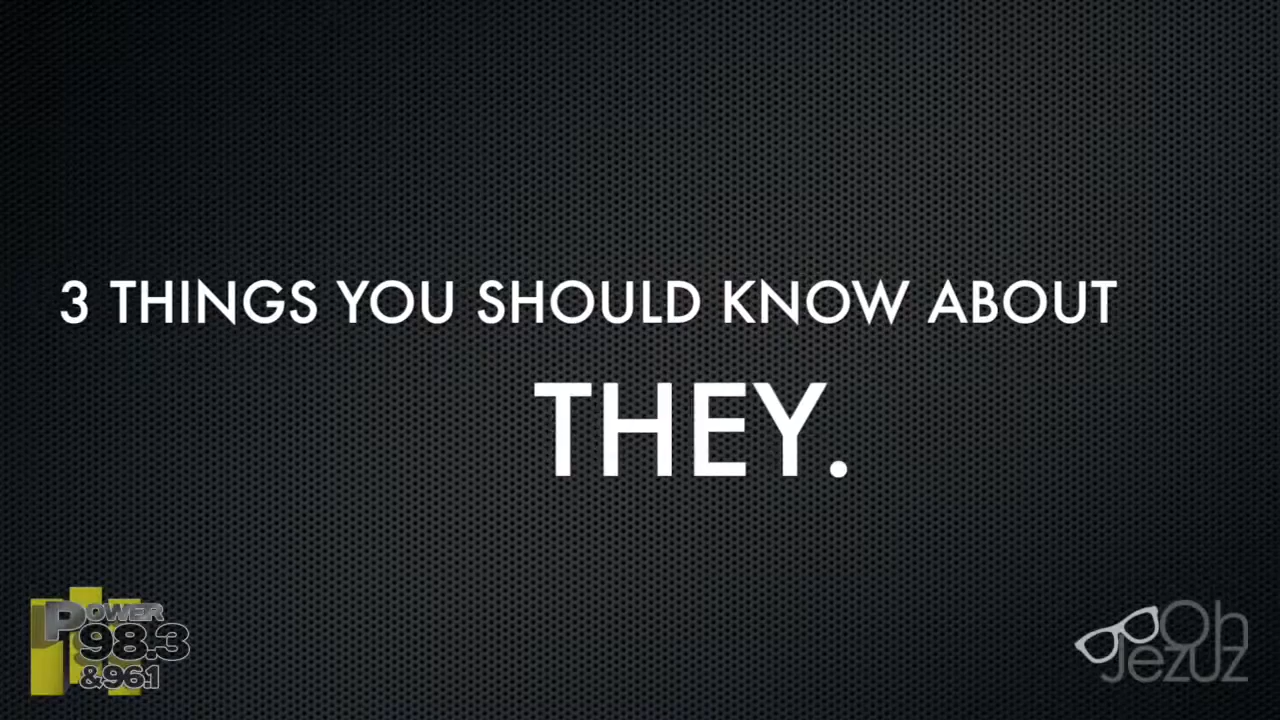 3 THINGS YOU SHOULD KNOW ABOUT
THEY.
POWER
98.3
&96.1
Oh
Jezuz